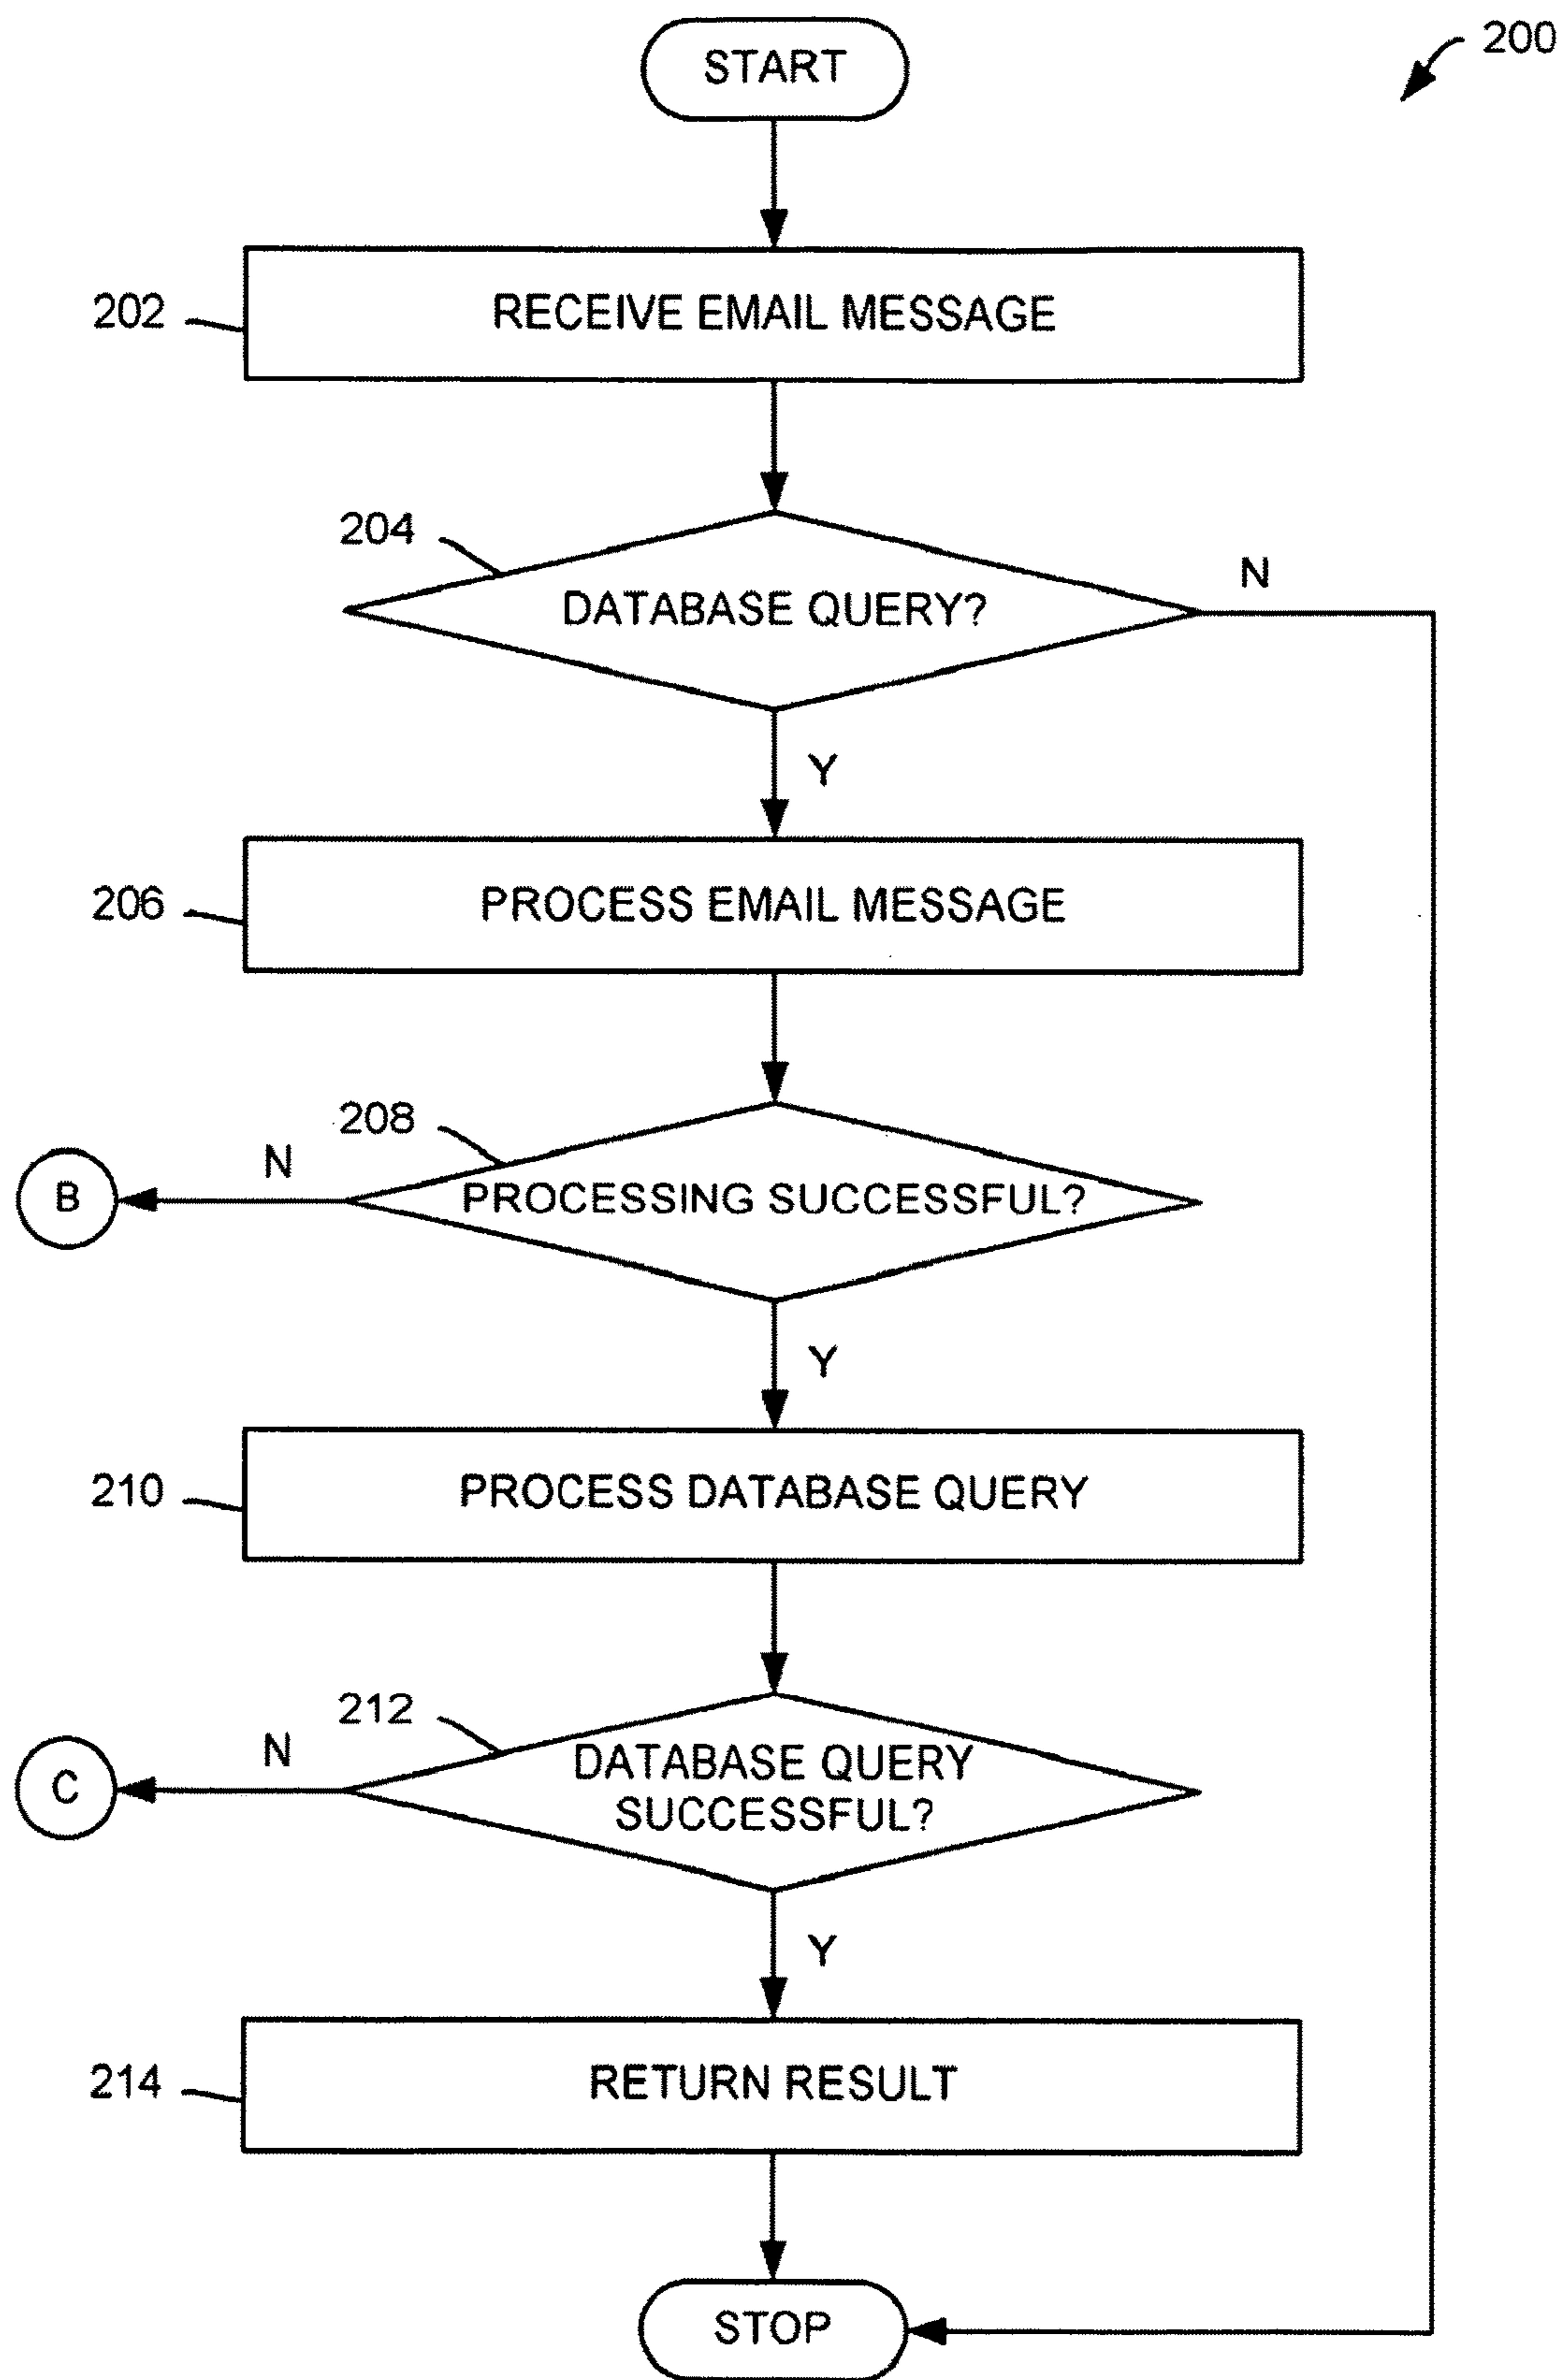 START
200
202
RECEIVE EMAIL MESSAGE
204
DATABASE QUERY?
N
Y
206
PROCESS EMAIL MESSAGE
208
N
B
PROCESSING SUCCESSFUL?
Y
210
PROCESS DATABASE QUERY
212
N
C
DATABASE QUERY
SUCCESSFUL?
Y
214
RETURN RESULT
STOP